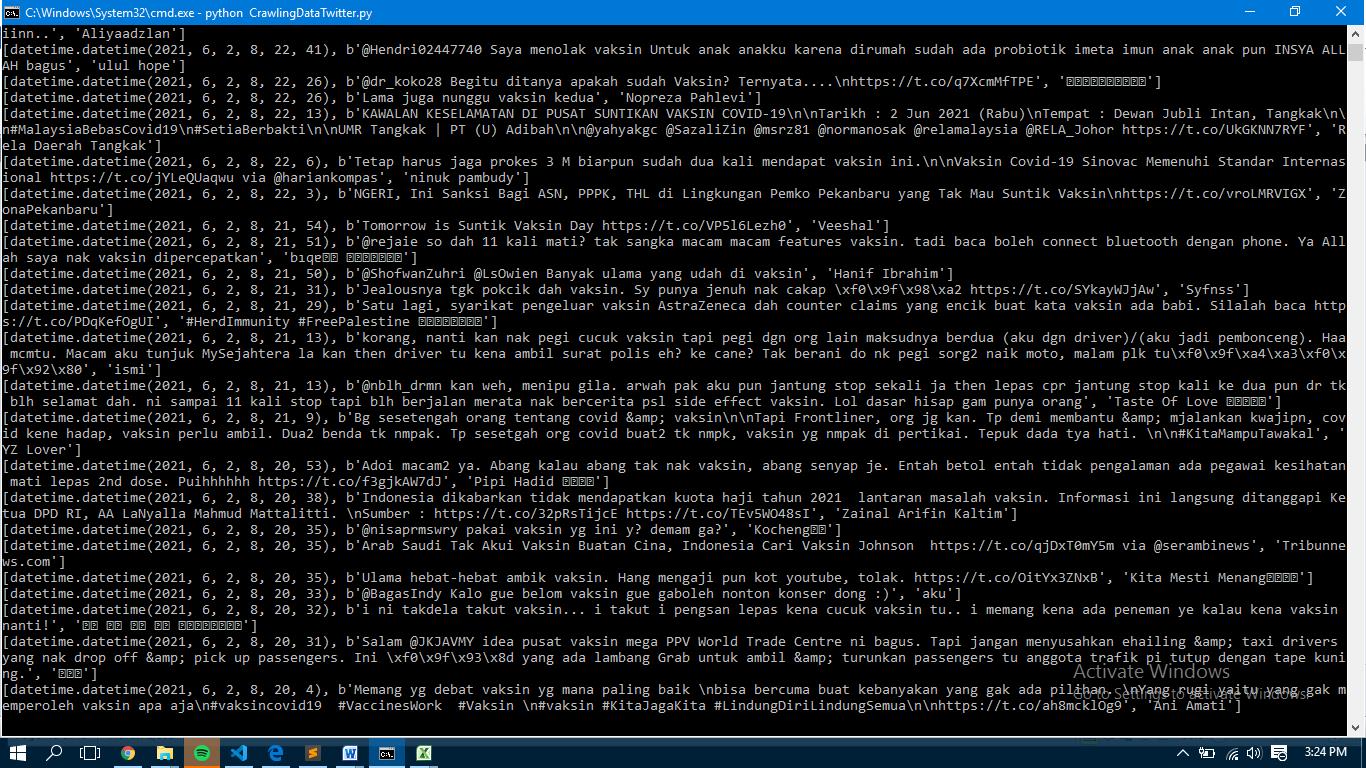 C:\Windows\System32\cmd.exe - python  CrawlingDataTwitter.py
iinn..', 'Aliyaadzlan']
[datetime.datetime(2021, 6, 2, 8, 22, 41), b'@Hendri02447740 Saya menolak vaksin Untuk anak anakku karena dirumah sudah ada probiotik imeta imun anak anak pun INSYA ALL
AH bagus', 'ulul hope']
[datetime.datetime(2021, 6, 2, 8, 22, 26), b'@dr_koko28 Begitu ditanya apakah sudah Vaksin? Ternyata....\nhttps://t.co/q7XcmMfTPE', '']
[datetime.datetime(2021, 6, 2, 8, 22, 26), b'Lama juga nunggu vaksin kedua', 'Nopreza Pahlevi']
[datetime.datetime(2021, 6, 2, 8, 22, 13), b'KAWALAN KESELAMATAN DI PUSAT SUNTIKAN VAKSIN COVID-19\n\nTarikh : 2 Jun 2021 (Rabu)\nTempat : Dewan Jubli Intan, Tangkak\n\
n#MalaysiaBebasCovid19\n#SetiaBerbakti\n\nUMR Tangkak | PT (U) Adibah\n\n@yahyakgc @SazaliZin @msrz81 @normanosak @relamalaysia @RELA_Johor https://t.co/UkGKNN7RYF', 'R
ela Daerah Tangkak']
[datetime.datetime(2021, 6, 2, 8, 22, 6), b'Tetap harus jaga prokes 3 M biarpun sudah dua kali mendapat vaksin ini.\n\nVaksin Covid-19 Sinovac Memenuhi Standar Internas
ional https://t.co/jYLeQUaqwu via @hariankompas', 'ninuk pambudy']
[datetime.datetime(2021, 6, 2, 8, 22, 3), b'NGERI, Ini Sanksi Bagi ASN, PPPK, THL di Lingkungan Pemko Pekanbaru yang Tak Mau Suntik Vaksin\nhttps://t.co/vroLMRVIGX', 'Z
onaPekanbaru']
[datetime.datetime(2021, 6, 2, 8, 21, 54), b'Tomorrow is Suntik Vaksin Day https://t.co/VP5l6Lezh0', 'Veeshal']
[datetime.datetime(2021, 6, 2, 8, 21, 51), b'@rejaie so dah 11 kali mati? tak sangka macam macam features vaksin. tadi baca boleh connect bluetooth dengan phone. Ya All
ah saya nak vaksin dipercepatkan', 'bıqɐ']
[datetime.datetime(2021, 6, 2, 8, 21, 50), b'@ShofwanZuhri @LsOwien Banyak ulama yang udah di vaksin', 'Hanif Ibrahim']
[datetime.datetime(2021, 6, 2, 8, 21, 31), b'Jealousnya tgk pokcik dah vaksin. Sy punya jenuh nak cakap \xf0\x9f\x98\xa2 https://t.co/SYkayWJjAw', 'Syfnss']
[datetime.datetime(2021, 6, 2, 8, 21, 29), b'Satu lagi, syarikat pengeluar vaksin AstraZeneca dah counter claims yang encik buat kata vaksin ada babi. Silalah baca http
s://t.co/PDqKefOgUI', '#HerdImmunity #FreePalestine ']
[datetime.datetime(2021, 6, 2, 8, 21, 13), b'korang, nanti kan nak pegi cucuk vaksin tapi pegi dgn org lain maksudnya berdua (aku dgn driver)/(aku jadi pembonceng). Haa
 mcmtu. Macam aku tunjuk MySejahtera la kan then driver tu kena ambil surat polis eh? ke cane? Tak berani do nk pegi sorg2 naik moto, malam plk tu\xf0\x9f\xa4\xa3\xf0\x
9f\x92\x80', 'ismi']
[datetime.datetime(2021, 6, 2, 8, 21, 13), b'@nblh_drmn kan weh, menipu gila. arwah pak aku pun jantung stop sekali ja then lepas cpr jantung stop kali ke dua pun dr tk
 blh selamat dah. ni sampai 11 kali stop tapi blh berjalan merata nak bercerita psl side effect vaksin. Lol dasar hisap gam punya orang', 'Taste Of Love ']
[datetime.datetime(2021, 6, 2, 8, 21, 9), b'Bg sesetengah orang tentang covid &amp; vaksin\n\nTapi Frontliner, org jg kan. Tp demi membantu &amp; mjalankan kwajipn, cov
id kene hadap, vaksin perlu ambil. Dua2 benda tk nmpak. Tp sesetgah org covid buat2 tk nmpk, vaksin yg nmpak di pertikai. Tepuk dada tya hati. \n\n#KitaMampuTawakal', '
YZ Lover']
[datetime.datetime(2021, 6, 2, 8, 20, 53), b'Adoi macam2 ya. Abang kalau abang tak nak vaksin, abang senyap je. Entah betol entah tidak pengalaman ada pegawai kesihatan
 mati lepas 2nd dose. Puihhhhhh https://t.co/f3gjkAW7dJ', 'Pipi Hadid ']
[datetime.datetime(2021, 6, 2, 8, 20, 38), b'Indonesia dikabarkan tidak mendapatkan kuota haji tahun 2021  lantaran masalah vaksin. Informasi ini langsung ditanggapi Ke
tua DPD RI, AA LaNyalla Mahmud Mattalitti. \nSumber : https://t.co/32pRsTijcE https://t.co/TEv5WO48sI', 'Zainal Arifin Kaltim']
[datetime.datetime(2021, 6, 2, 8, 20, 35), b'@nisaprmswry pakai vaksin yg ini y? demam ga?', 'Kocheng']
[datetime.datetime(2021, 6, 2, 8, 20, 35), b'Arab Saudi Tak Akui Vaksin Buatan Cina, Indonesia Cari Vaksin Johnson  https://t.co/qjDxT0mY5m via @serambinews', 'Tribunne
ws.com']
[datetime.datetime(2021, 6, 2, 8, 20, 35), b'Ulama hebat-hebat ambik vaksin. Hang mengaji pun kot youtube, tolak. https://t.co/OitYx3ZNxB', 'Kita Mesti Menang']
[datetime.datetime(2021, 6, 2, 8, 20, 33), b'@BagasIndy Kalo gue belom vaksin gue gaboleh nonton konser dong :)', 'aku']
[datetime.datetime(2021, 6, 2, 8, 20, 32), b'i ni takdela takut vaksin... i takut i pengsan lepas kena cucuk vaksin tu.. i memang kena ada peneman ye kalau kena vaksin
nanti!', '']
[datetime.datetime(2021, 6, 2, 8, 20, 31), b'Salam @JKJAVMY idea pusat vaksin mega PPV World Trade Centre ni bagus. Tapi jangan menyusahkan ehailing &amp; taxi drivers
yang nak drop off &amp; pick up passengers. Ini \xf0\x9f\x93\x8d yang ada lambang Grab untuk ambil &amp; turunkan passengers tu anggota trafik pi tutup dengan tape kuni
ng.', '']
[datetime.datetime(2021, 6, 2, 8, 20, 4), b'Memang yg debat vaksin yg mana paling baik \nbisa bercuma buat kebanyakan yang gak ada pilihan. \nYang rugi yaitu yang gak m
emperoleh vaksin apa aja\n#vaksincovid19  #VaccinesWork  #Vaksin \n#vaksin #KitaJagaKita #LindungDiriLindungSemua\n\nhttps://t.co/ah8mcklOg9', 'Ani Amati']
Activate Windows
Go to Settings to activate Windows.
3:24 PM